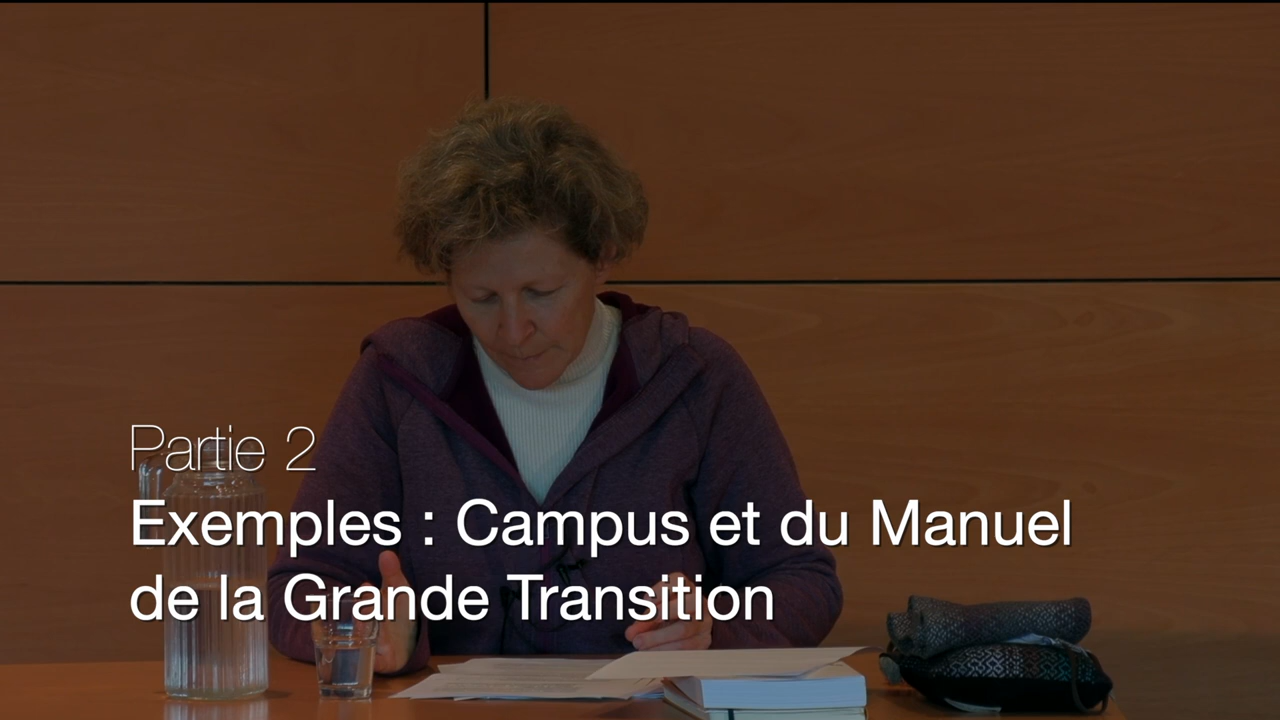 Partie 2
Exemples : Campus et du Manuel
de la Grande Transition